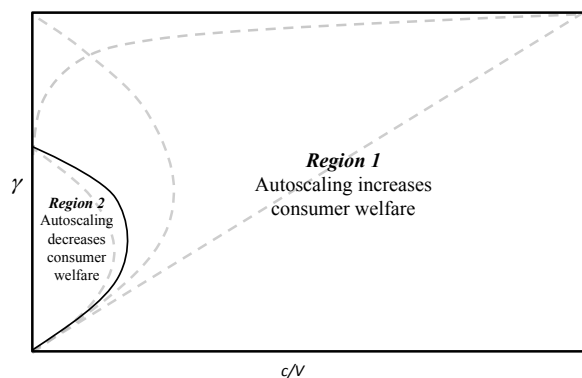 Region 1
Autoscaling increases
consumer welfare
γ
Region 2
Autoscaling
decreases
consumer
welfare
c/V